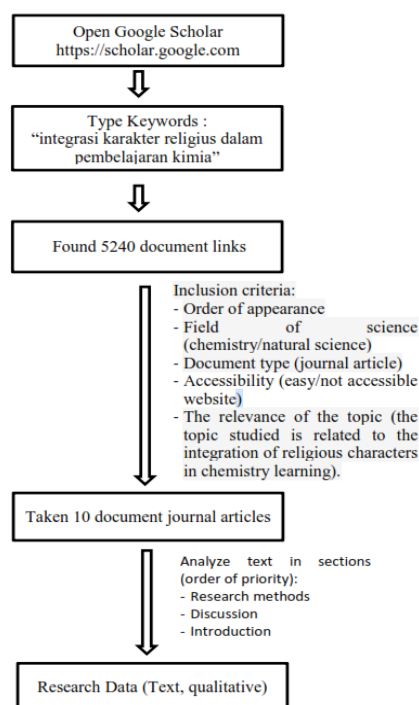 Open Google Scholar
https://scholar.google.com
Type Keywords :
“integrasi karakter religius dalam
pembelajaran kimia”
Found 5240 document links
Inclusion criteria:
- Order of appearance
- Field of science
(chemistry/natural science)
- Document type (journal article)
- Accessibility (easy/not accessible
website)
- The relevance of the topic (the
topic studied is related to the
integration of religious characters
in chemistry learning).
Taken 10 document journal articles
Analyze text in sections
(order of priority):
- Research methods
- Discussion
- Introduction
Research Data (Text, qualitative)